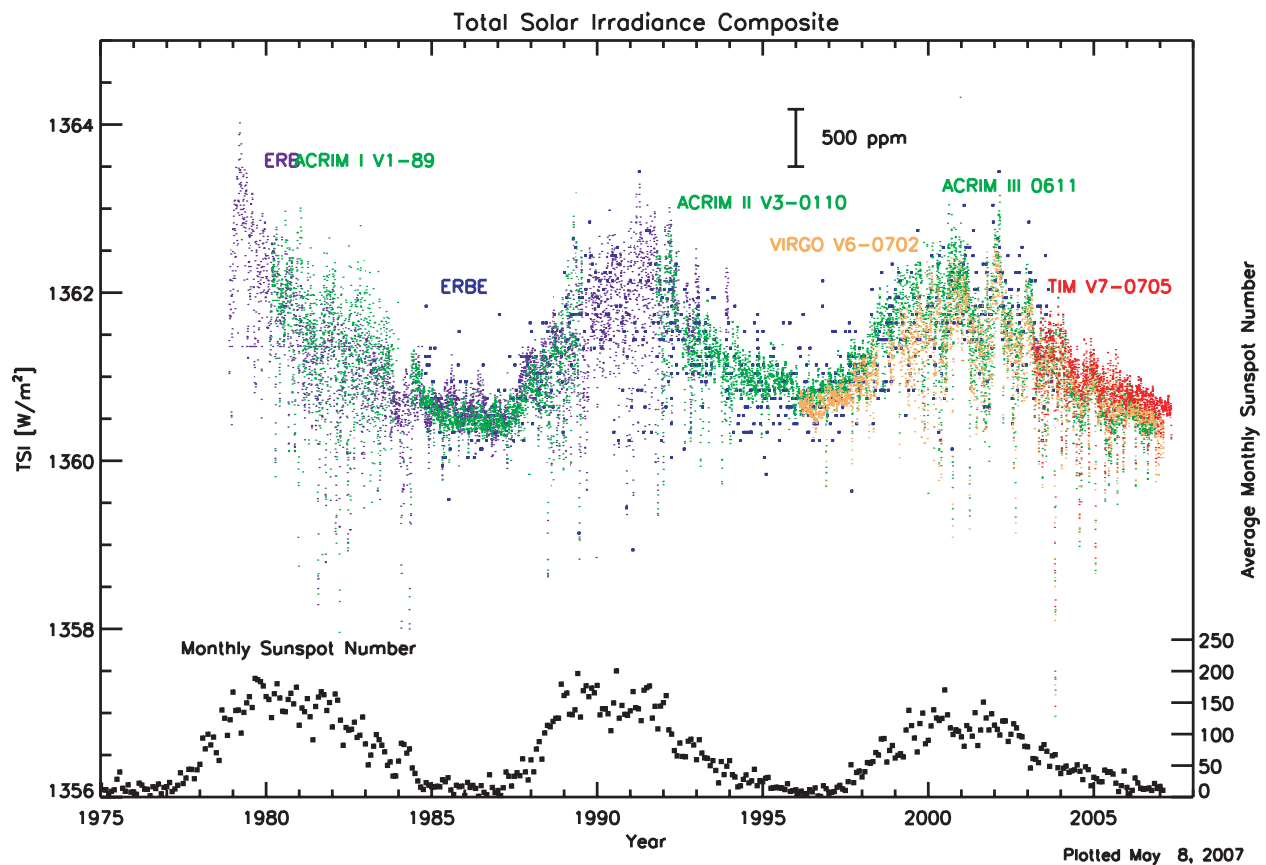 Total Solar Irradiance Composite
1364
500 ppm
ERB
ACRIM I V1-89
ACRIM III 0611
ACRIM II V3-0110
VIRGO V6-0702
1362
ERBE
TIM V7-0705
TSI [W/m²]
Average Monthly Sunspot Number
1360
1358
Monthly Sunspot Number
250
200
150
100
50
0
1356
1975 1980 1985 1990 1995 2000 2005
Year
Plotted May 8, 2007